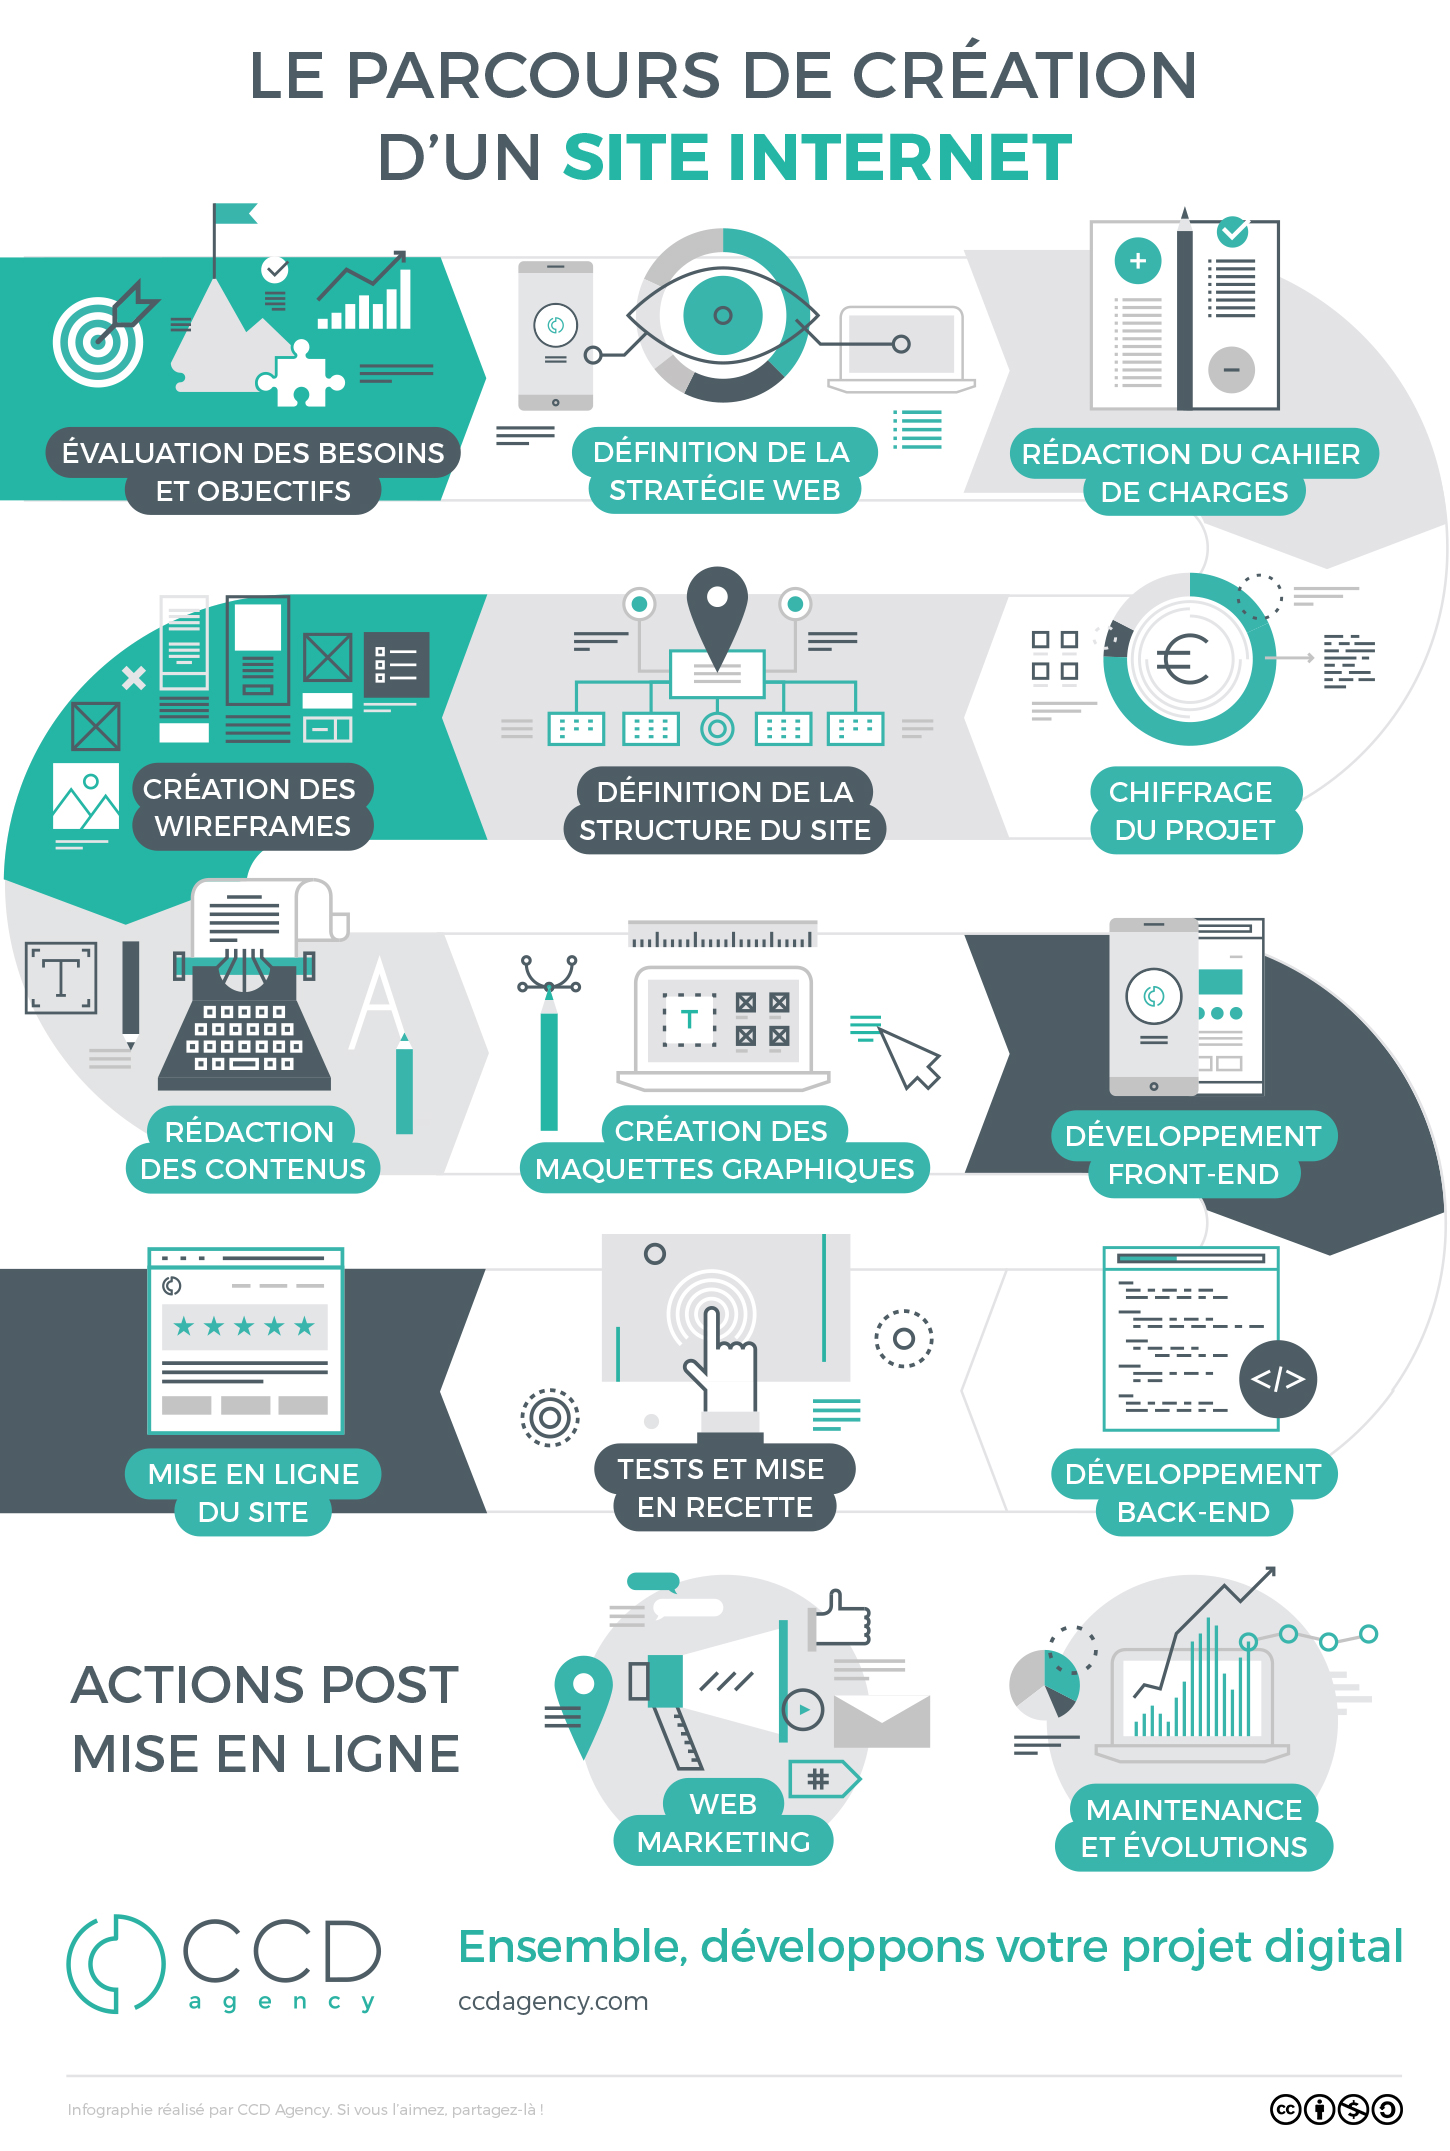 LE PARCOURS DE CRÉATION
D'UN SITE INTERNET
ÉVALUATION DES BESOINS
ET OBJECTIFS
DÉFINITION DE LA
STRATÉGIE WEB
RÉDACTION DU CAHIER
DE CHARGES
CHIFFRAGE
DU PROJET
DÉFINITION DE LA
STRUCTURE DU SITE
CRÉATION DES
WIREFRAMES
RÉDACTION
DES CONTENUS
CRÉATION DES
MAQUETTES GRAPHIQUES
DÉVELOPPEMENT
FRONT-END
DÉVELOPPEMENT
BACK-END
TESTS ET MISE
EN RECETTE
MISE EN LIGNE
DU SITE
ACTIONS POST
MISE EN LIGNE
WEB
MARKETING
MAINTENANCE
ET ÉVOLUTIONS
CCD
agency
Ensemble, développons votre projet digital
ccdagency.com
Infographie réalisé par CCD Agency. Si vous l'aimez, partagez-là !
cc